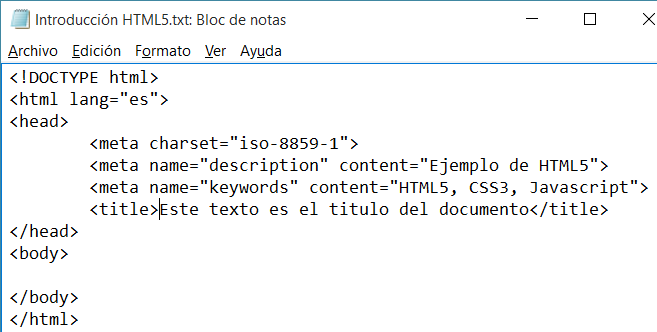 Introducción HTML5.txt: Bloc de notas
Archivo Edición Formato Ver Ayuda
<!DOCTYPE html>
<html lang="es">
<head>
<meta charset="iso-8859-1">
<meta name="description" content="Ejemplo de HTML5">
<meta name="keywords" content="HTML5, CSS3, Javascript">
<title>Este texto es el titulo del documento</title>
</head>
<body>
</body>
</html>